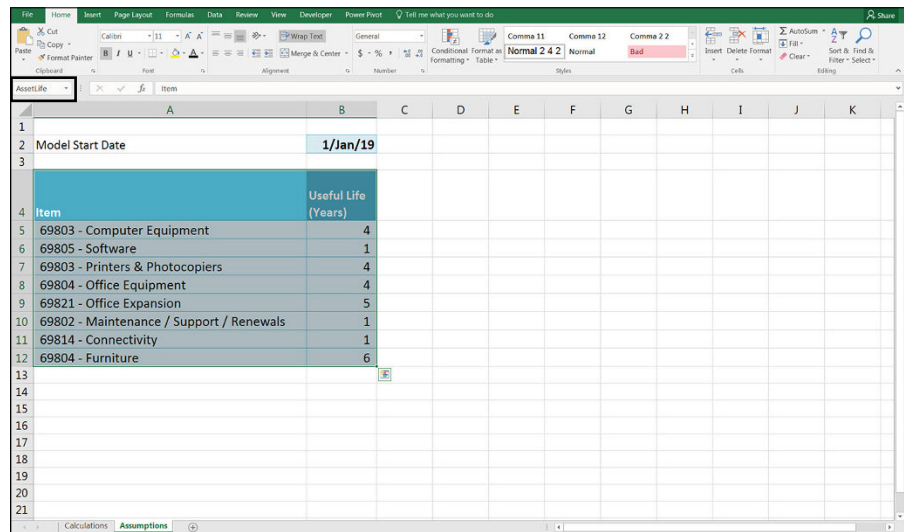 File Home Insert Page Layout Formulas Data Review View Developer Power Pivot Tell me what you want to do Share
Paste
Cut
Copy
Format Painter
Clipboard
Calibri 11 A A
B I U A
Font
Wrap Text
Merge & Center
Alignment
General
$ % ,
Number
Conditional Formatting
Format as Table
Comma 11 Comma 12 Comma 2 2
Normal 2 4 2 Normal Bad
Styles
Insert Delete Format
Cells
AutoSum
Fill
Clear
Sort & Filter
Find & Select
Editing
AssetLife fx Item
A B C D E F G H I J K
1
2 Model Start Date 1/Jan/19
3
4 Item Useful Life (Years)
5 69803 - Computer Equipment 4
6 69805 - Software 1
7 69803 - Printers & Photocopiers 4
8 69804 - Office Equipment 4
9 69821 - Office Expansion 5
10 69802 - Maintenance / Support / Renewals 1
11 69814 - Connectivity 1
12 69804 - Furniture 6
13
14
15
16
17
18
19
20
21
Calculations Assumptions